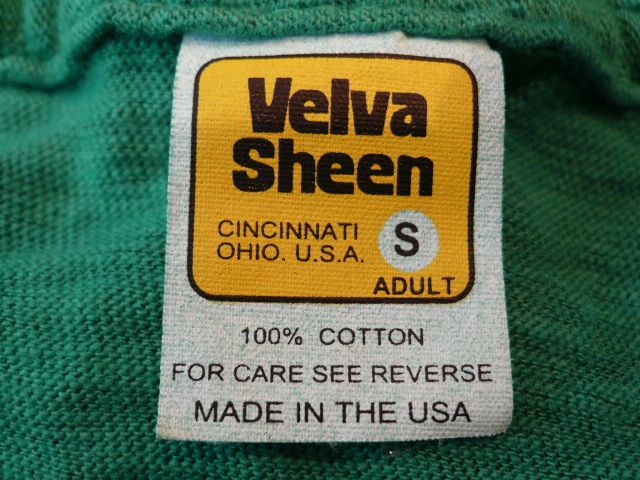 Velva
Sheen
CINCINNATI
OHIO. U.S.A.
S
ADULT
100% COTTON
FOR CARE SEE REVERSE
MADE IN THE USA